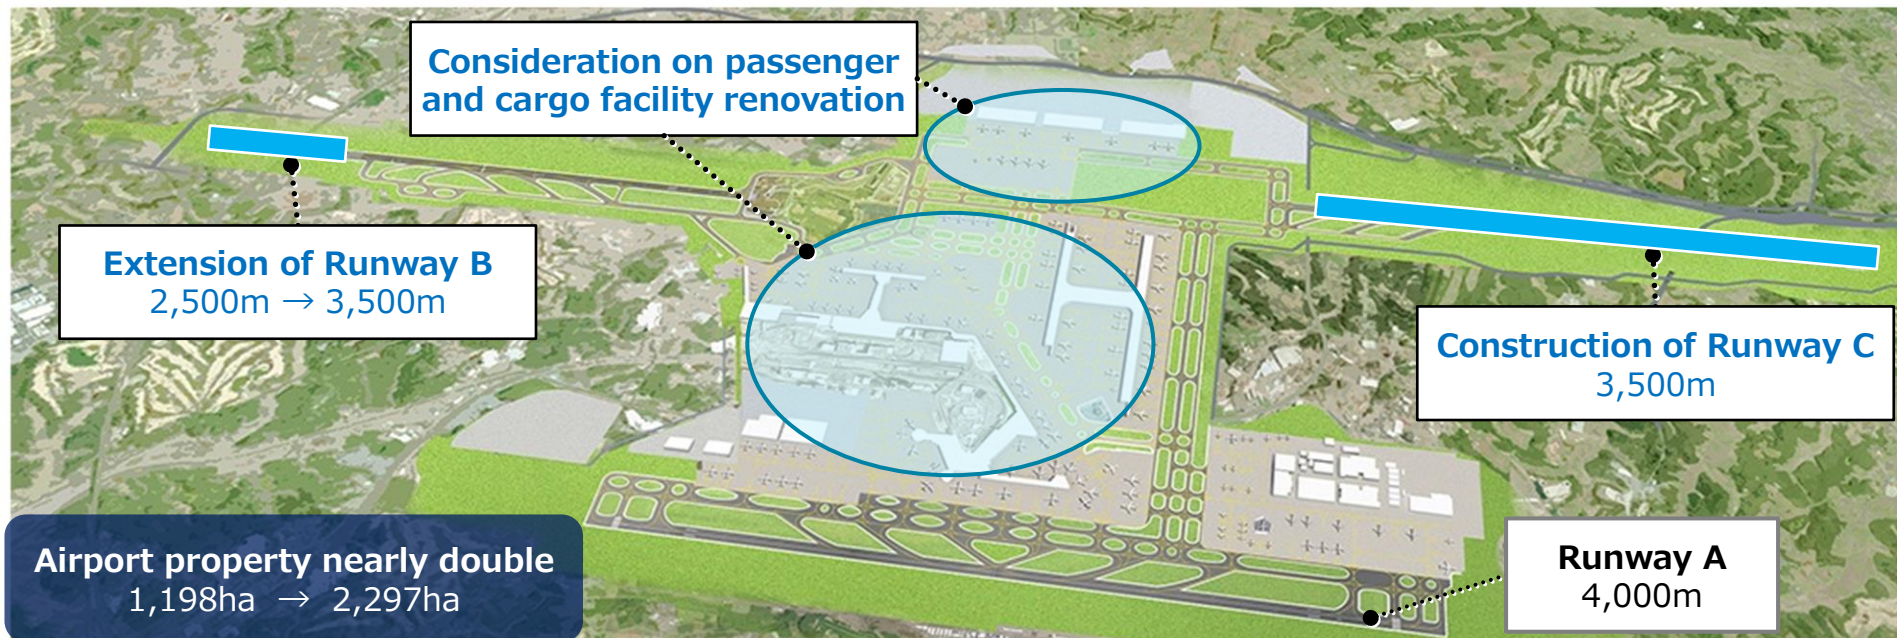 Consideration on passenger
and cargo facility renovation
Extension of Runway B
2,500m → 3,500m
Construction of Runway C
3,500m
Airport property nearly double
1,198ha → 2,297ha
Runway A
4,000m